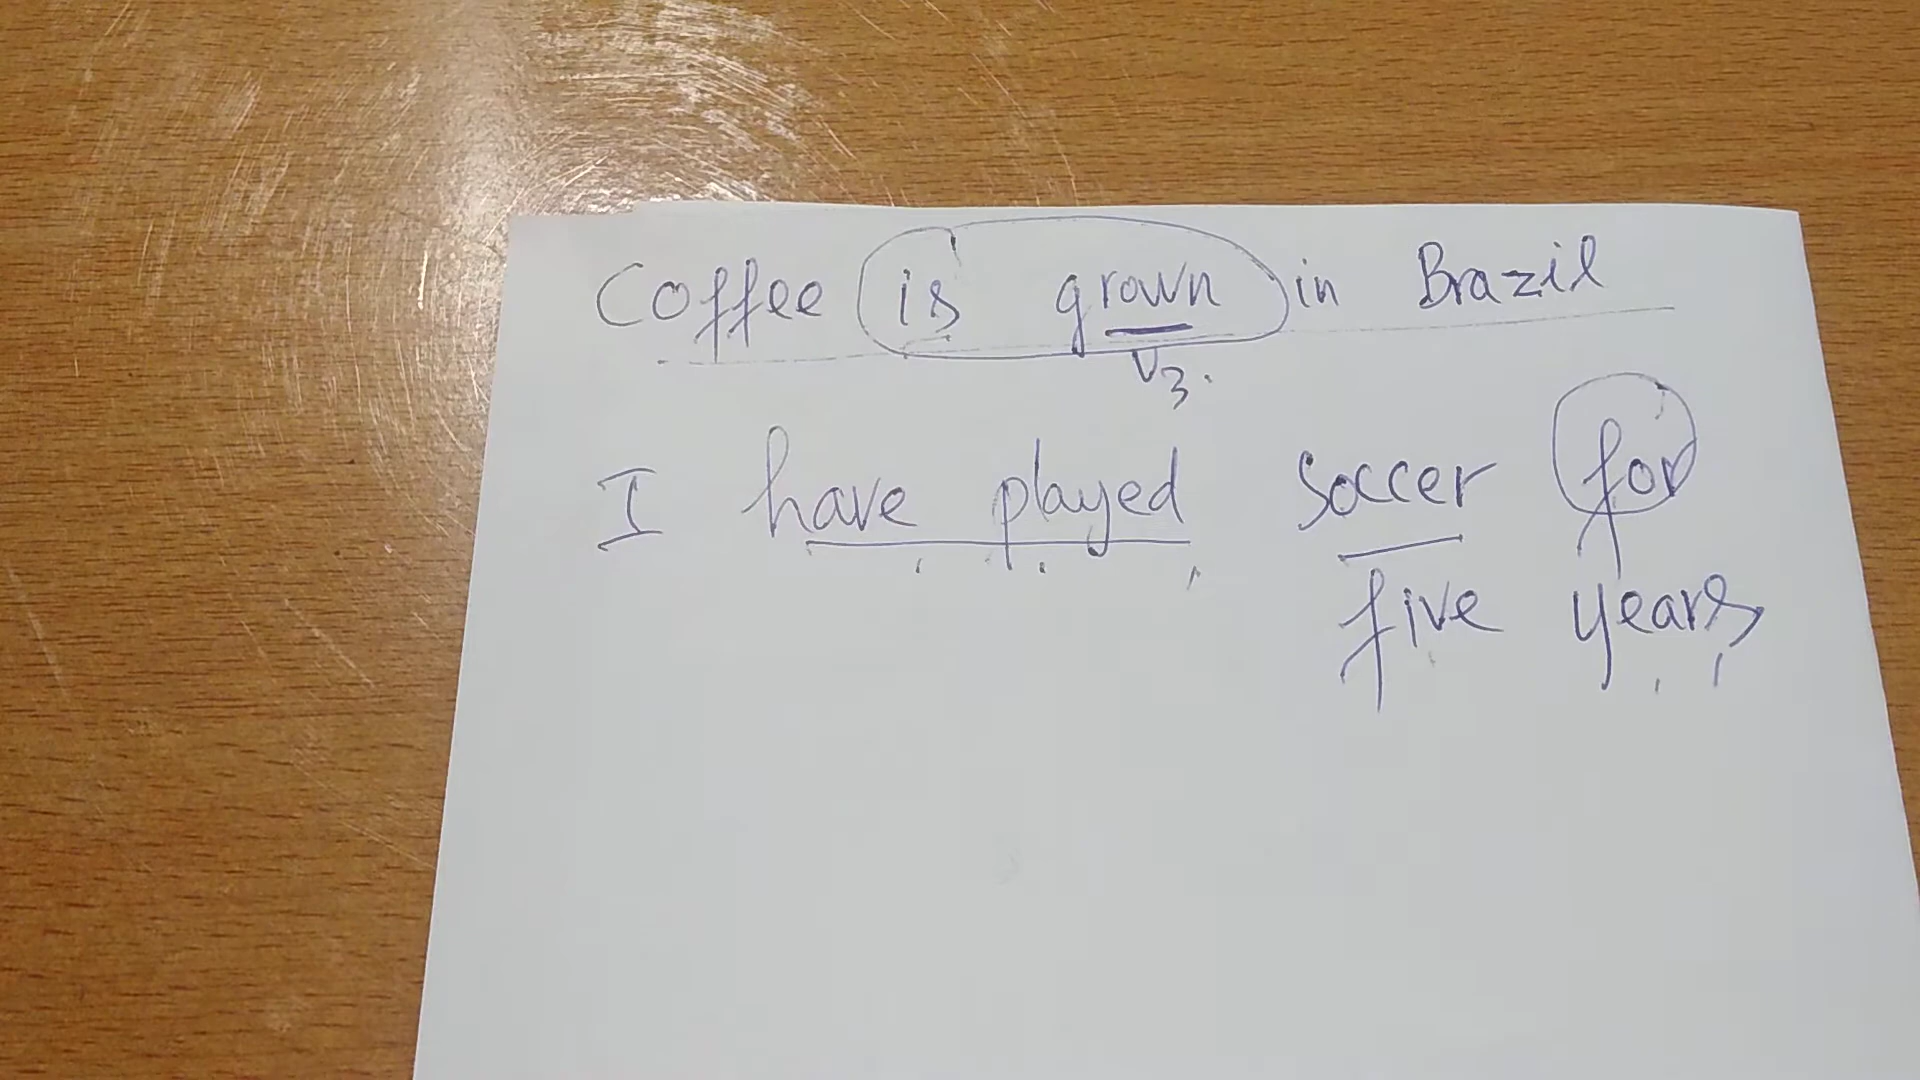 Coffee is grown in Brazil
V3.
I have played soccer for
five years